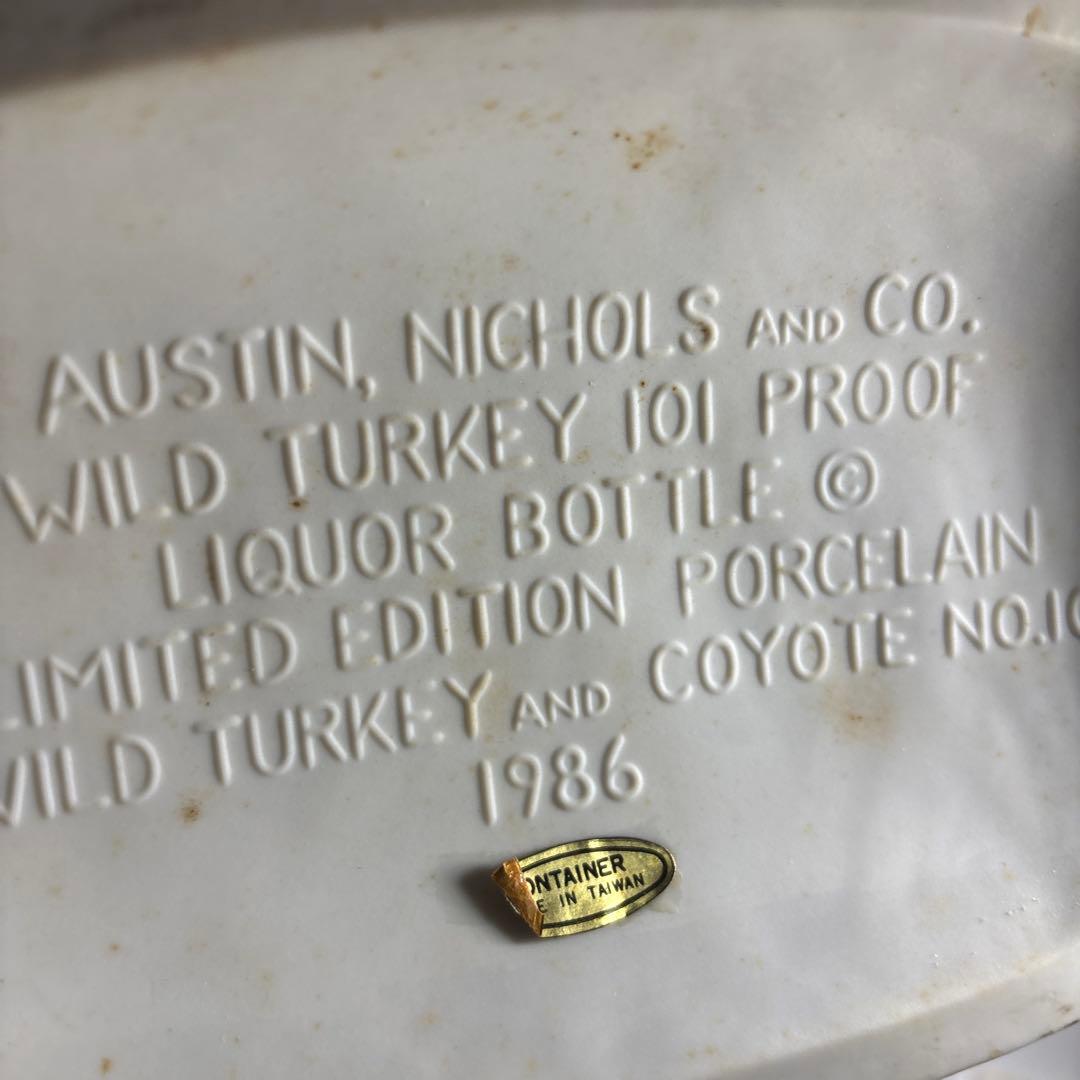 AUSTIN, NICHOLS AND CO.
WILD TURKEY 101 PROOF
LIQUOR BOTTLE ©
LIMITED EDITION PORCELAIN
WILD TURKEY AND COYOTE NO.10
1986
ONTAINER
E IN TAIWAN